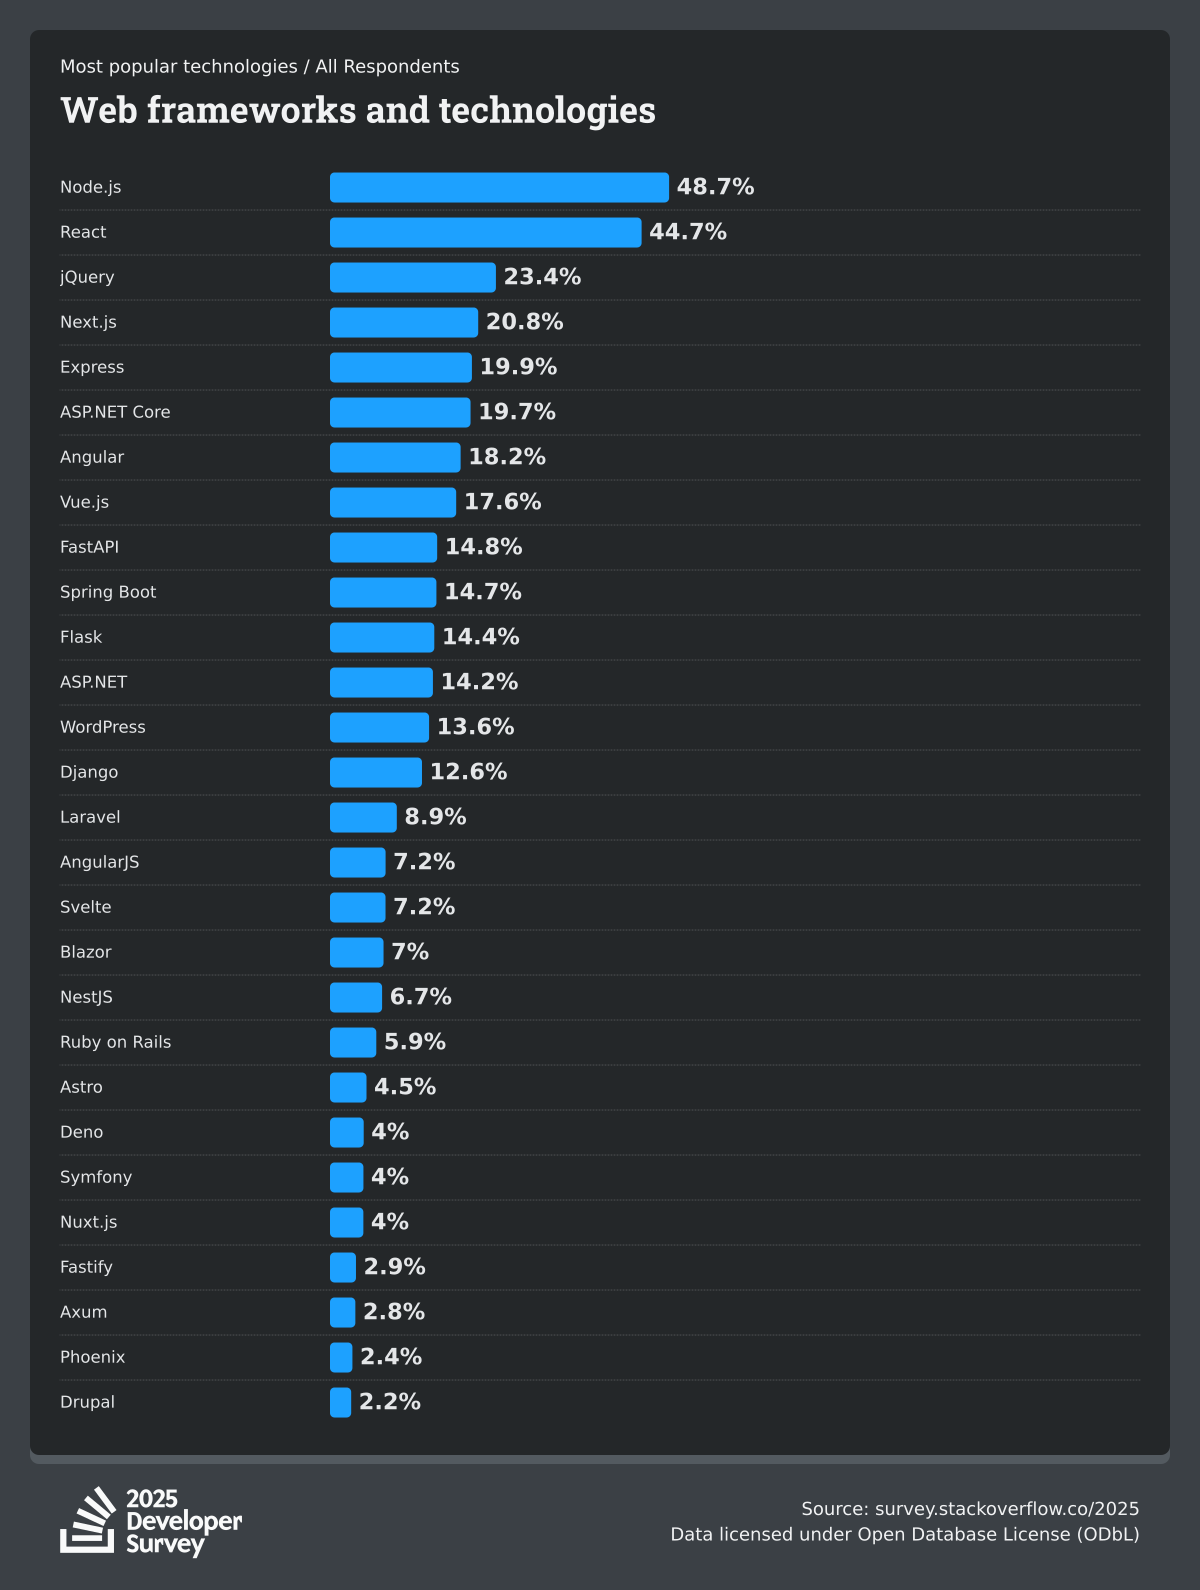 Most popular technologies / All Respondents
Web frameworks and technologies
Node.js 48.7%
React 44.7%
jQuery 23.4%
Next.js 20.8%
Express 19.9%
ASP.NET Core 19.7%
Angular 18.2%
Vue.js 17.6%
FastAPI 14.8%
Spring Boot 14.7%
Flask 14.4%
ASP.NET 14.2%
WordPress 13.6%
Django 12.6%
Laravel 8.9%
AngularJS 7.2%
Svelte 7.2%
Blazor 7%
NestJS 6.7%
Ruby on Rails 5.9%
Astro 4.5%
Deno 4%
Symfony 4%
Nuxt.js 4%
Fastify 2.9%
Axum 2.8%
Phoenix 2.4%
Drupal 2.2%
2025
Developer
Survey
Source: survey.stackoverflow.co/2025
Data licensed under Open Database License (ODbL)